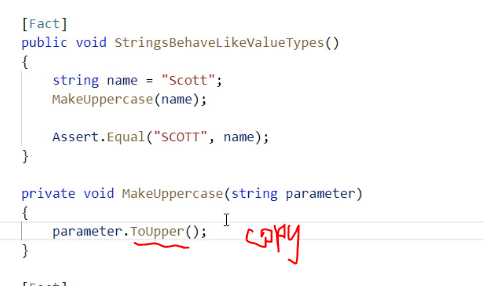 [Fact]
public void StringsBehaveLikeValueTypes()
{
string name = "Scott";
MakeUppercase(name);
Assert.Equal("SCOTT", name);
}
private void MakeUppercase(string parameter)
{
parameter.ToUpper(); COPY
}
[Fact]